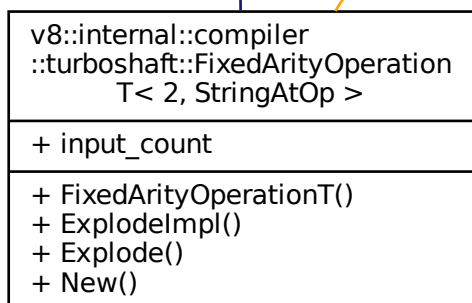 v8::internal::compiler
::turboshaft::FixedArityOperation
T< 2, StringAtOp >
+ input_count
+ FixedArityOperationT()
+ ExplodeImpl()
+ Explode()
+ New()